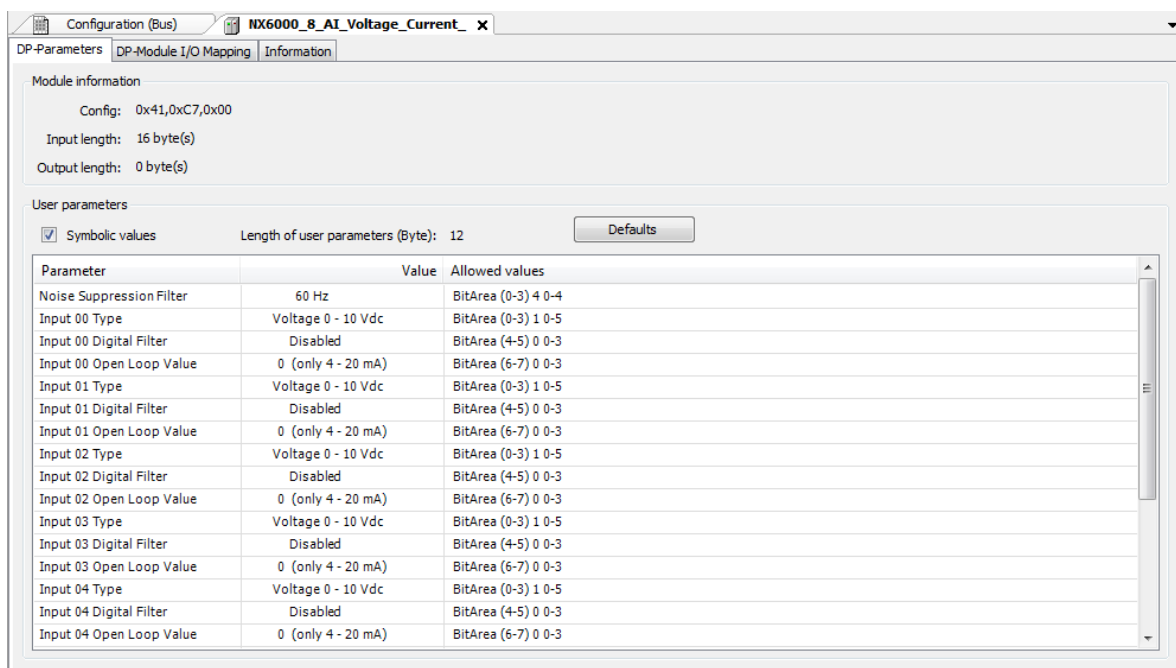 Configuration (Bus) NX6000_8_AI_Voltage_Current_ X
DP-Parameters DP-Module I/O Mapping Information
Module information
Config: 0x41,0xC7,0x00
Input length: 16 byte(s)
Output length: 0 byte(s)
User parameters
Symbolic values Length of user parameters (Byte): 12 Defaults
Parameter Value Allowed values
Noise Suppression Filter 60 Hz BitArea (0-3) 4 0-4
Input 00 Type Voltage 0 - 10 Vdc BitArea (0-3) 1 0-5
Input 00 Digital Filter Disabled BitArea (4-5) 0 0-3
Input 00 Open Loop Value 0 (only 4 - 20 mA) BitArea (6-7) 0 0-3
Input 01 Type Voltage 0 - 10 Vdc BitArea (0-3) 1 0-5
Input 01 Digital Filter Disabled BitArea (4-5) 0 0-3
Input 01 Open Loop Value 0 (only 4 - 20 mA) BitArea (6-7) 0 0-3
Input 02 Type Voltage 0 - 10 Vdc BitArea (0-3) 1 0-5
Input 02 Digital Filter Disabled BitArea (4-5) 0 0-3
Input 02 Open Loop Value 0 (only 4 - 20 mA) BitArea (6-7) 0 0-3
Input 03 Type Voltage 0 - 10 Vdc BitArea (0-3) 1 0-5
Input 03 Digital Filter Disabled BitArea (4-5) 0 0-3
Input 03 Open Loop Value 0 (only 4 - 20 mA) BitArea (6-7) 0 0-3
Input 04 Type Voltage 0 - 10 Vdc BitArea (0-3) 1 0-5
Input 04 Digital Filter Disabled BitArea (4-5) 0 0-3
Input 04 Open Loop Value 0 (only 4 - 20 mA) BitArea (6-7) 0 0-3